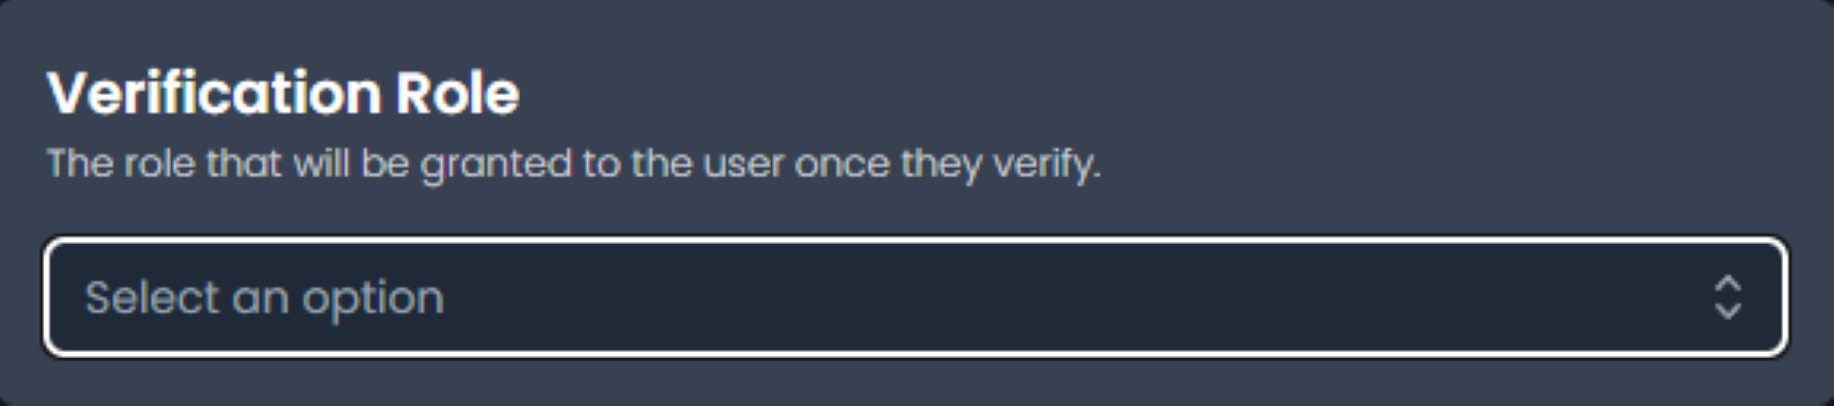 Verification Role
The role that will be granted to the user once they verify.
Select an option